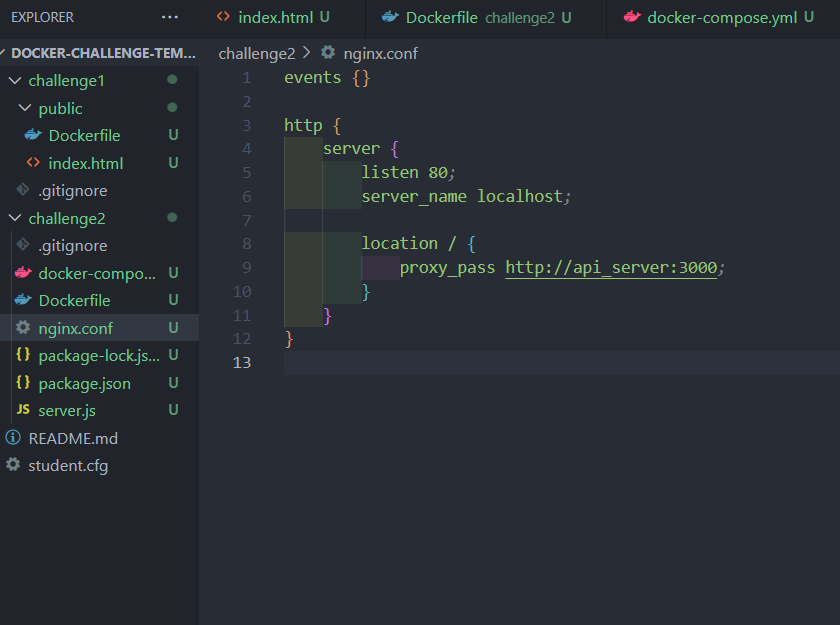 EXPLORER ...
index.html U
Dockerfile challenge2 U
docker-compose.yml U
DOCKER-CHALLENGE-TEM...
challenge1
public
Dockerfile U
index.html U
.gitignore
challenge2
.gitignore
docker-compo... U
Dockerfile U
nginx.conf U
package-lock.js... U
package.json U
server.js U
README.md
student.cfg
challenge2 > nginx.conf
1 events {}
2
3 http {
4     server {
5         listen 80;
6         server_name localhost;
7
8         location / {
9             proxy_pass http://api_server:3000;
10         }
11     }
12 }
13